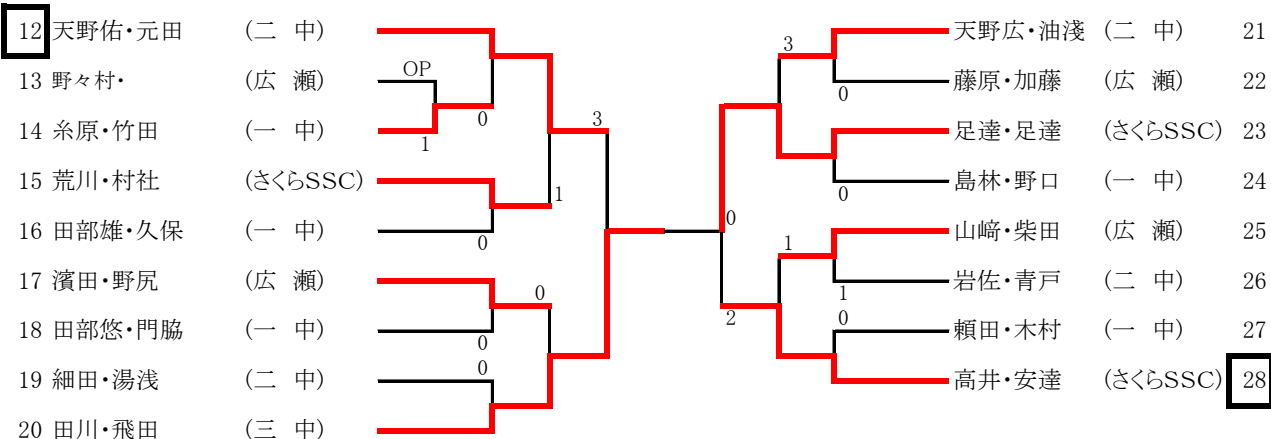 12 天野佑・元田 (二 中)
13 野々村・ (広 瀬)
14 糸原・竹田 (一 中)
15 荒川・村社 (さくらSSC)
16 田部雄・久保 (一 中)
17 濱田・野尻 (広 瀬)
18 田部悠・門脇 (一 中)
19 細田・湯浅 (二 中)
20 田川・飛田 (三 中)
OP
0
1
3
1
0
0
0
0
3
0
0
0
1
1
0
2
天野広・油淺 (二 中) 21
藤原・加藤 (広 瀬) 22
足達・足達 (さくらSSC) 23
島林・野口 (一 中) 24
山﨑・柴田 (広 瀬) 25
岩佐・青戸 (二 中) 26
頼田・木村 (一 中) 27
高井・安達 (さくらSSC) 28